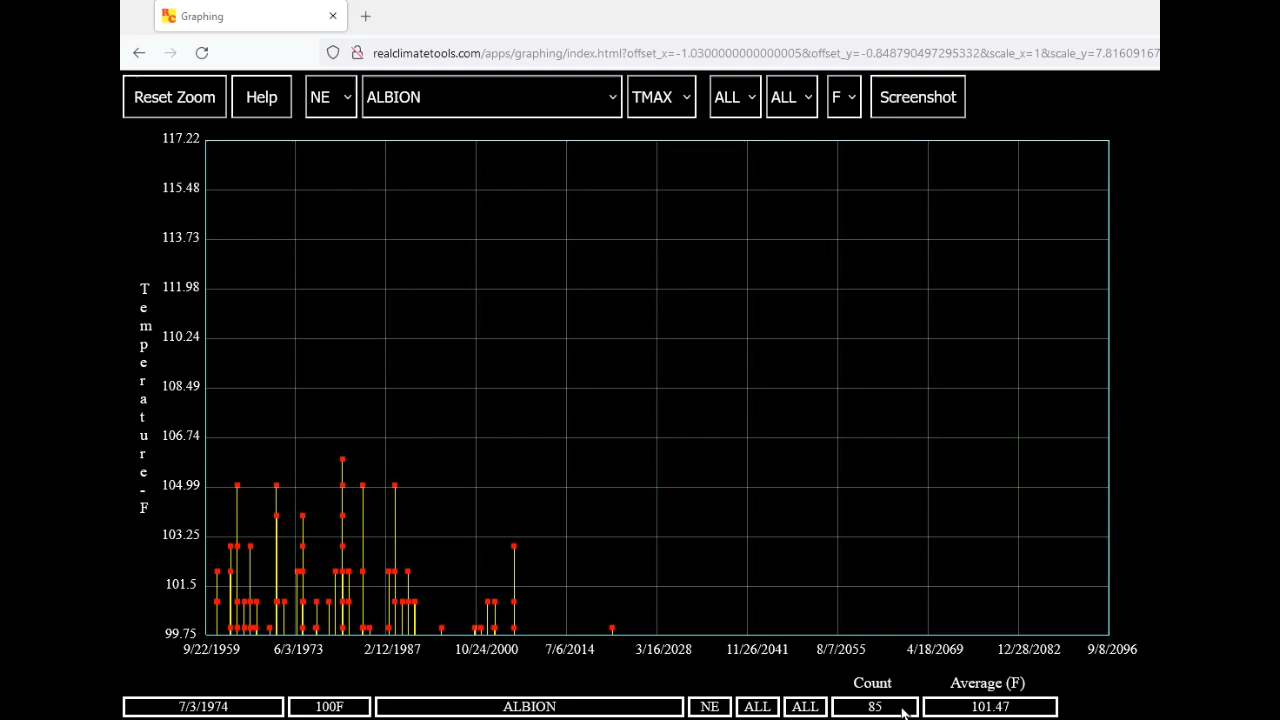 Graphing
realclimatetools.com/apps/graphing/index.html?offset_x=-1.0300000000000005&offset_y=-0.848790497295332&scale_x=1&scale_y=7.81609167
Reset Zoom Help NE ALBION TMAX ALL ALL F Screenshot
117.22
115.48
113.73
111.98
110.24
108.49
106.74
104.99
103.25
101.5
99.75
Temperature-F
9/22/1959 6/3/1973 2/12/1987 10/24/2000 7/6/2014 3/16/2028 11/26/2041 8/7/2055 4/18/2069 12/28/2082 9/8/2096
Count Average (F)
7/3/1974 100F ALBION NE ALL ALL 85 101.47